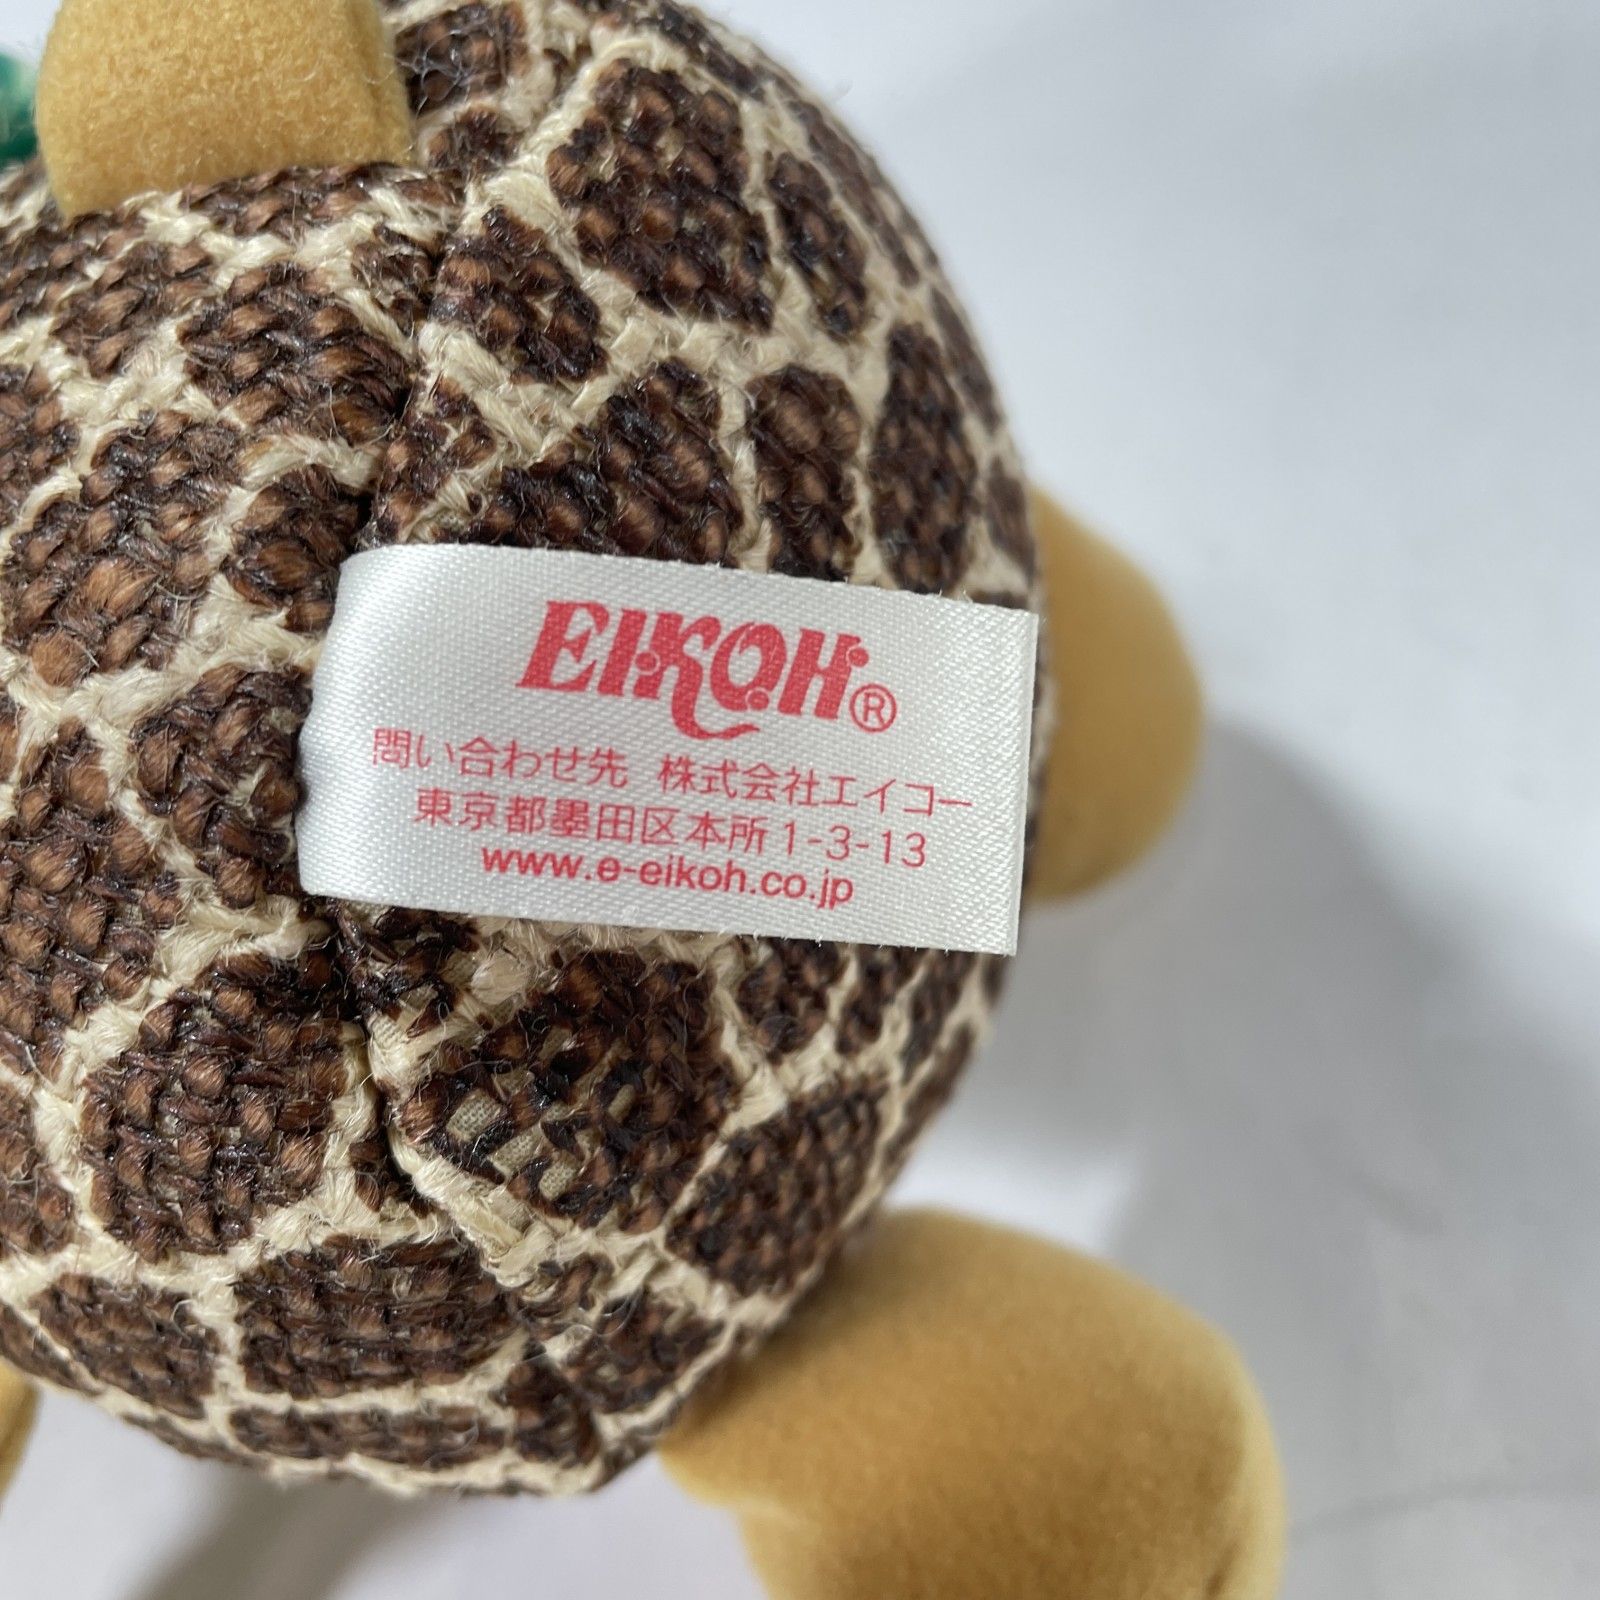 EIKOH®
問い合わせ先 株式会社エイコー
東京都墨田区本所1-3-13
www.e-eikoh.co.jp